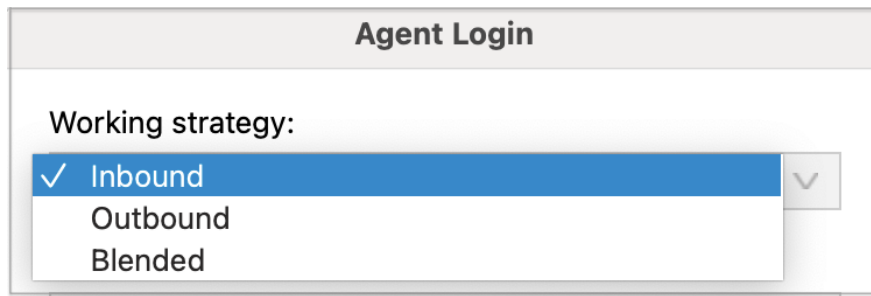 Agent Login
Working strategy:
Inbound
Outbound
Blended